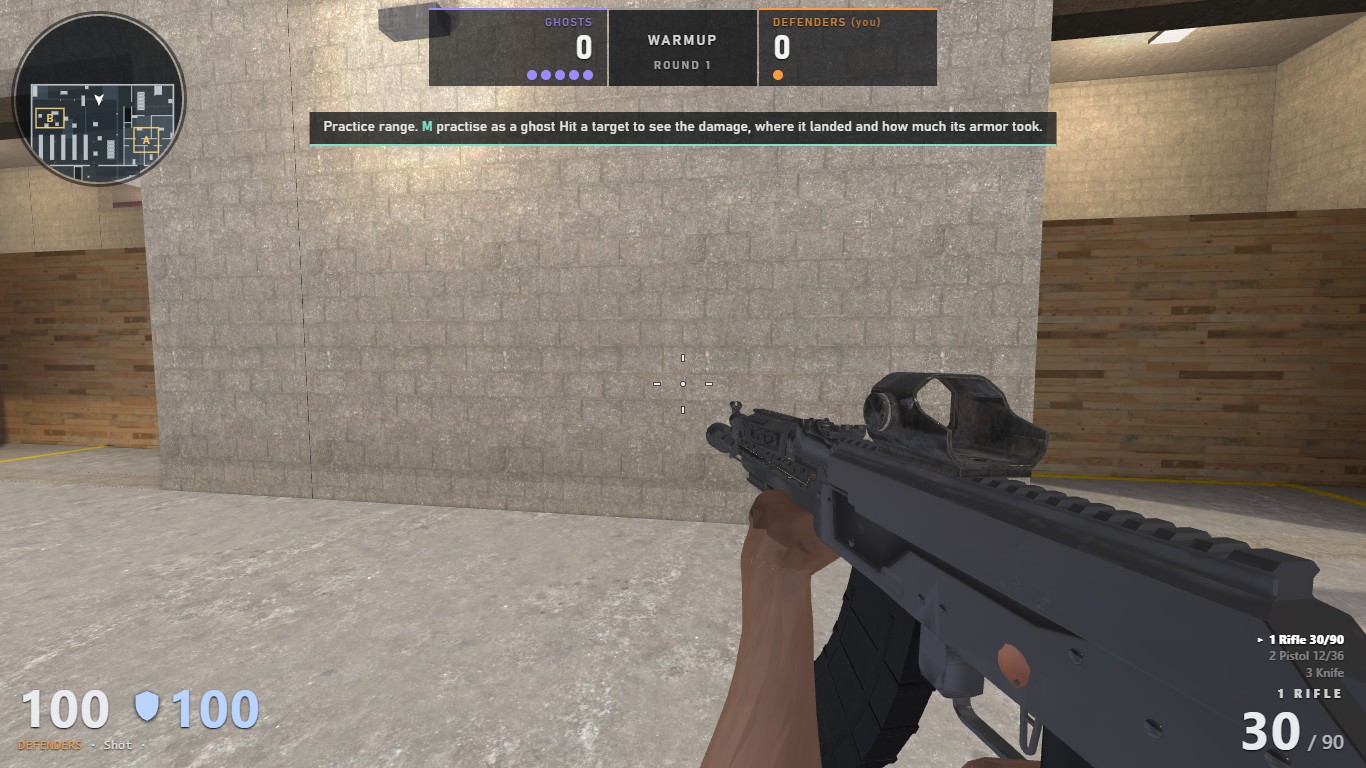 GHOSTS
0
WARMUP
ROUND 1
DEFENDERS (you)
0
B
A
Practice range. M practise as a ghost Hit a target to see the damage, where it landed and how much its armor took.
1 Rifle 30/90
2 Pistol 12/36
3 Knife
1 RIFLE
30 / 90
100 100
DEFENDERS · Shot ·